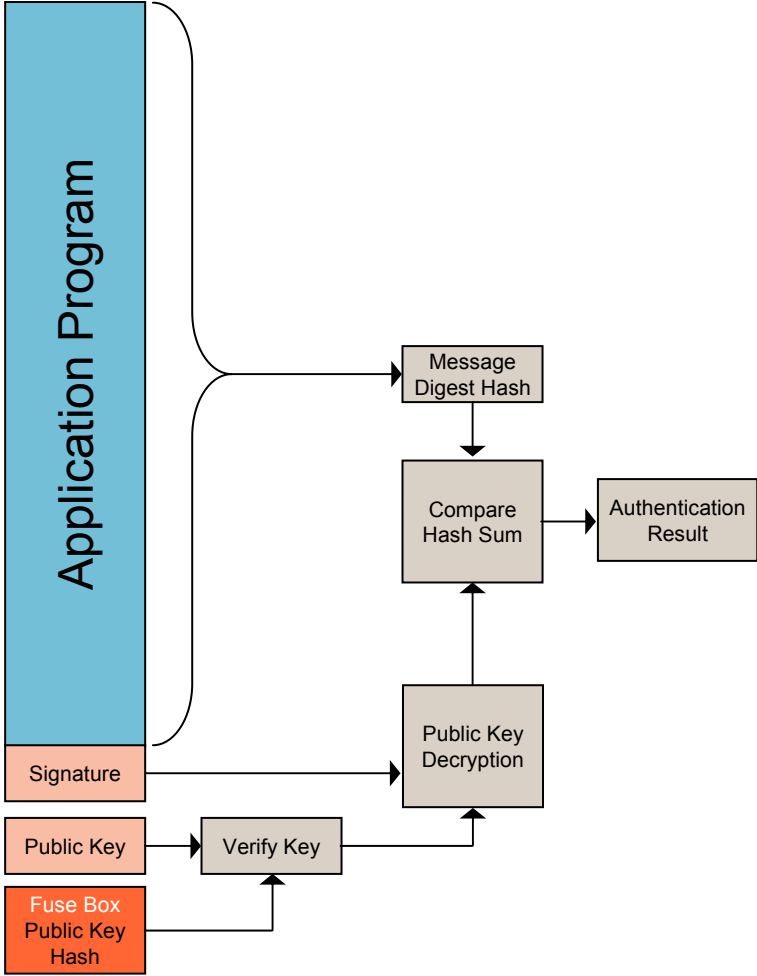 Application Program
Message
Digest Hash
Compare
Hash Sum
Authentication
Result
Public Key
Decryption
Signature
Public Key
Verify Key
Fuse Box
Public Key
Hash